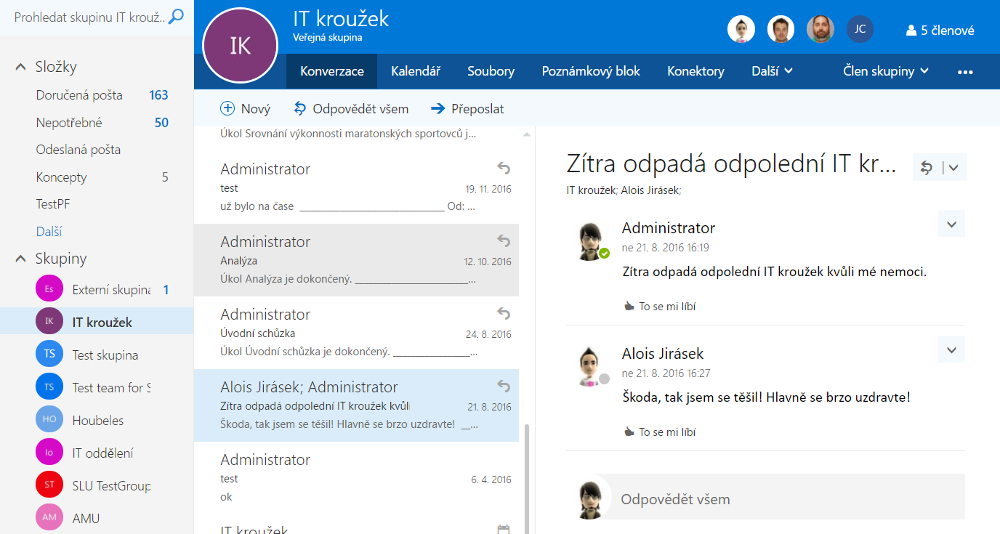 Prohledat skupinu IT krouž..
Složky
Doručená pošta 163
Nepotřebné 50
Odeslaná pošta
Koncepty 5
TestPF
Další
Skupiny
Es Externí skupina 1
IK IT kroužek
TS Test skupina
TS Test team for S
HO Houbeles
Io IT oddělení
ST SLU TestGroup
AM AMU
IK
IT kroužek
Veřejná skupina
JC
5 členové
Konverzace Kalendář Soubory Poznámkový blok Konektory Další Člen skupiny
Nový Odpovědět všem Přeposlat
Úkol Srovnání výkonnosti maratonských sportovců j...
Administrator
test 19. 11. 2016
už bylo na čase ________________________ Od: ...
Administrator
Analýza 12. 10. 2016
Úkol Analýza je dokončený. ___________________...
Administrator
Úvodní schůzka 24. 8. 2016
Úkol Úvodní schůzka je dokončený. _____________...
Alois Jirásek; Administrator
Zítra odpadá odpolední IT kroužek kvůli 21. 8. 2016
Škoda, tak jsem se těšil! Hlavně se brzo uzdravte! __...
Administrator
test 6. 4. 2016
ok
IT kroužek
Zítra odpadá odpolední IT kr...
IT kroužek; Alois Jirásek;
Administrator
ne 21. 8. 2016 16:19
Zítra odpadá odpolední IT kroužek kvůli mé nemoci.
To se mi líbí
Alois Jirásek
ne 21. 8. 2016 16:27
Škoda, tak jsem se těšil! Hlavně se brzo uzdravte!
To se mi líbí
Odpovědět všem